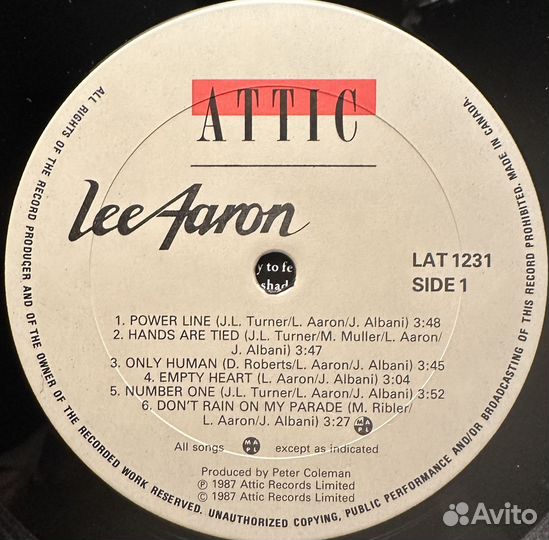 ATTIC
Lee Aaron
y to fe
shad
LAT 1231
SIDE 1
1. POWER LINE (J.L. Turner/L. Aaron/J. Albani) 3:48
2. HANDS ARE TIED (J.L. Turner/M. Muller/L. Aaron/
J. Albani) 3:47
3. ONLY HUMAN (D. Roberts/L. Aaron/J. Albani) 3:45
4. EMPTY HEART (L. Aaron/J. Albani) 3:04
5. NUMBER ONE (J.L. Turner/L. Aaron/J. Albani) 3:52
6. DON'T RAIN ON MY PARADE (M. Ribler/
L. Aaron/J. Albani) 3:27 MAPL
All songs MAPL except as indicated
Produced by Peter Coleman
℗ 1987 Attic Records Limited
© 1987 Attic Records Limited
ALL RIGHTS OF THE RECORD PRODUCER AND OF THE OWNER OF THE RECORDED WORK RESERVED. UNAUTHORIZED COPYING, PUBLIC PERFORMANCE AND/OR BROADCASTING OF THIS RECORD PROHIBITED. MADE IN CANADA.
Avito